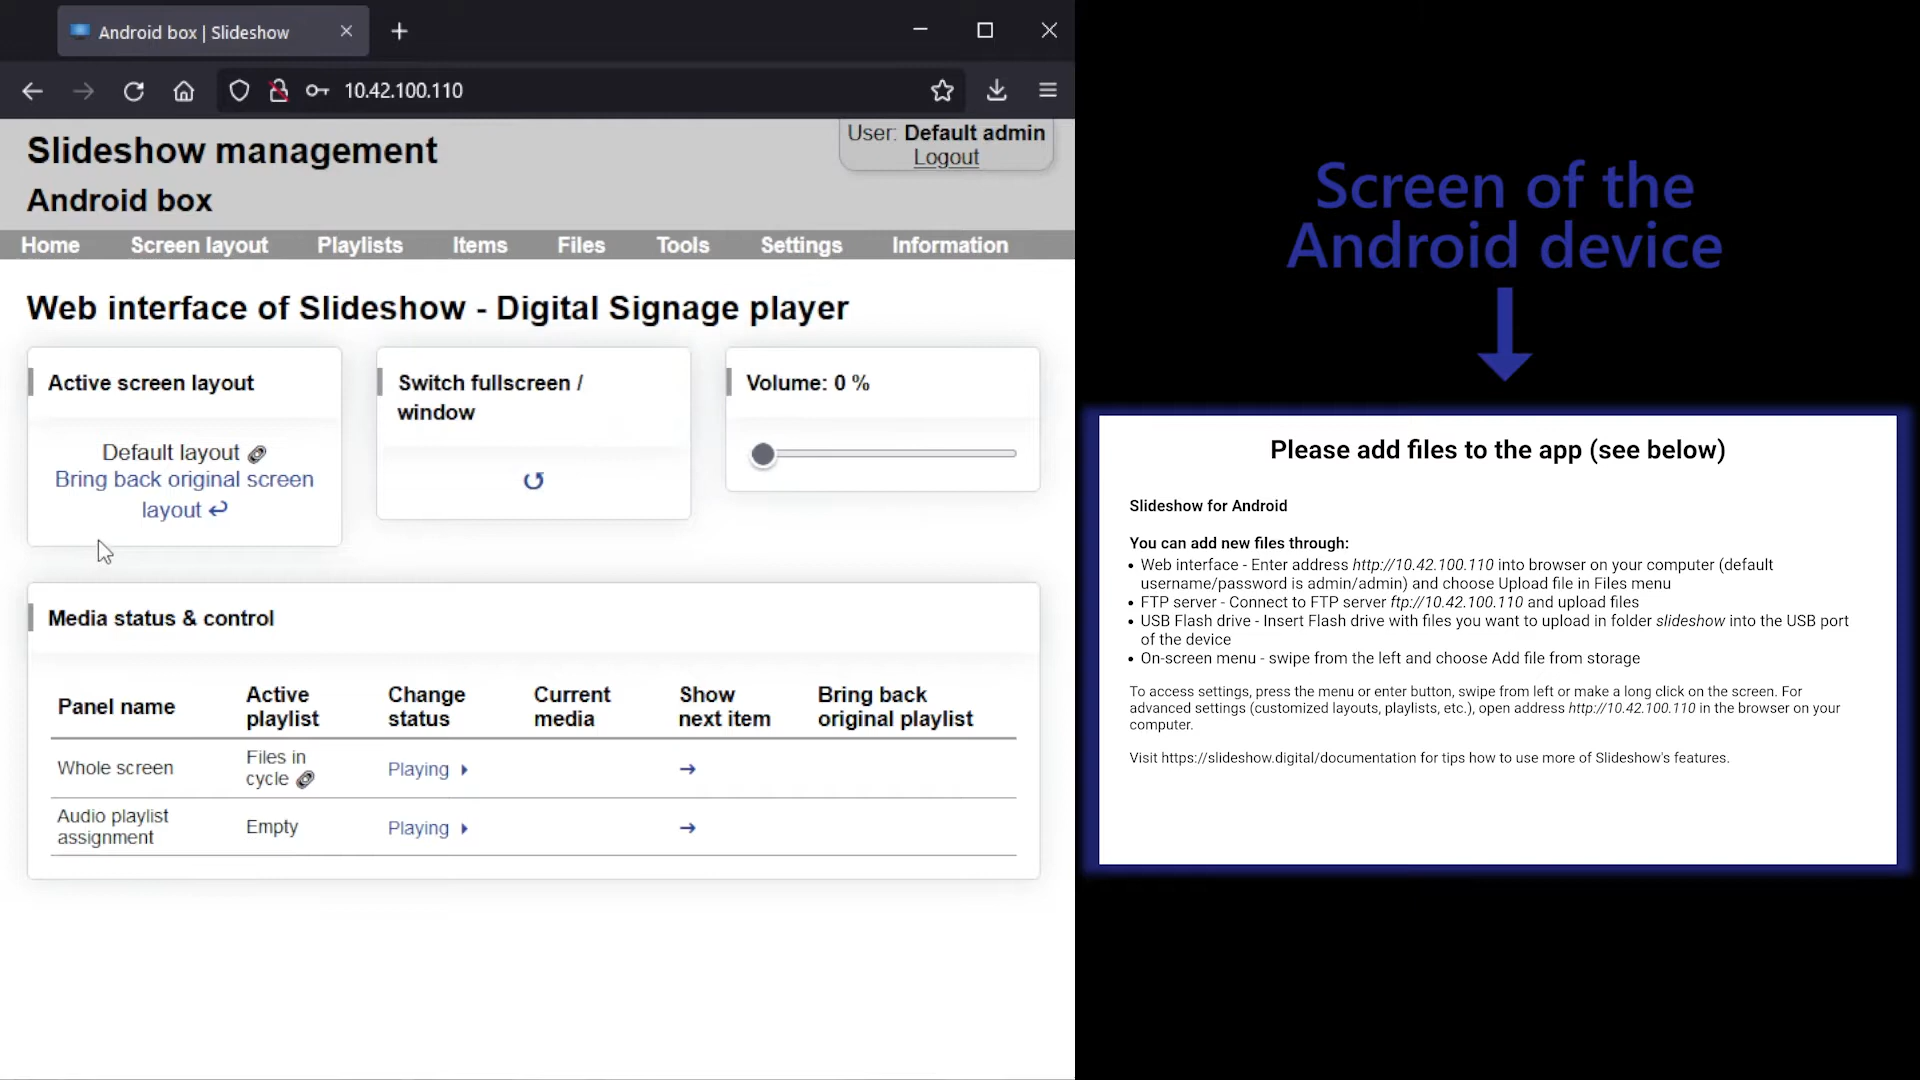 Android box | Slideshow
10.42.100.110
Slideshow management
User: Default admin
Logout
Android box
Home Screen layout Playlists Items Files Tools Settings Information
Web interface of Slideshow - Digital Signage player
Active screen layout
Default layout
Bring back original screen
layout
Switch fullscreen /
window
Volume: 0 %
Media status & control
Panel name Active playlist Change status Current media Show next item Bring back original playlist
Whole screen Files in cycle Playing
Audio playlist assignment Empty Playing
Screen of the
Android device
Please add files to the app (see below)
Slideshow for Android
You can add new files through:
• Web interface - Enter address http://10.42.100.110 into browser on your computer (default
username/password is admin/admin) and choose Upload file in Files menu
• FTP server - Connect to FTP server ftp://10.42.100.110 and upload files
• USB Flash drive - Insert Flash drive with files you want to upload in folder slideshow into the USB port
of the device
• On-screen menu - swipe from the left and choose Add file from storage
To access settings, press the menu or enter button, swipe from left or make a long click on the screen. For
advanced settings (customized layouts, playlists, etc.), open address http://10.42.100.110 in the browser on your
computer.
Visit https://slideshow.digital/documentation for tips how to use more of Slideshow's features.